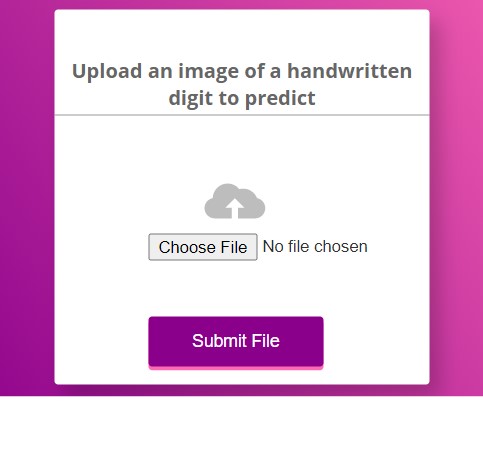 Upload an image of a handwritten
digit to predict
Choose File No file chosen
Submit File